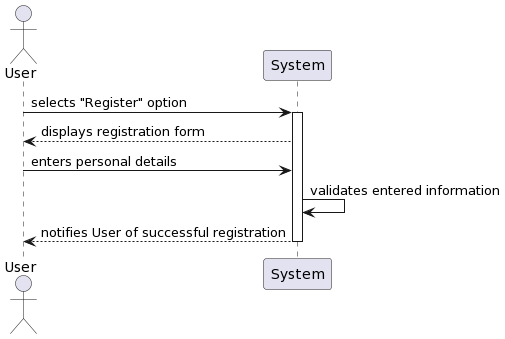 User
System
selects "Register" option
displays registration form
enters personal details
validates entered information
notifies User of successful registration
User
System